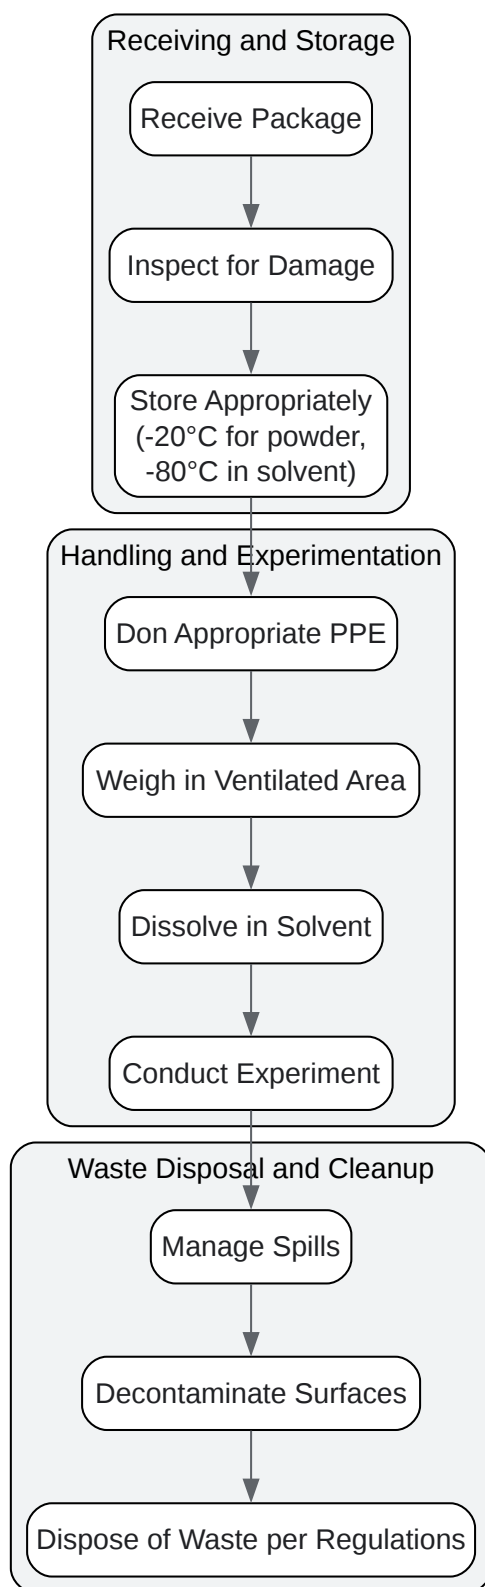 Receiving and Storage
Receive Package
Inspect for Damage
Store Appropriately
(-20°C for powder,
-80°C in solvent)
Handling and Experimentation
Don Appropriate PPE
Weigh in Ventilated Area
Dissolve in Solvent
Conduct Experiment
Waste Disposal and Cleanup
Manage Spills
Decontaminate Surfaces
Dispose of Waste per Regulations